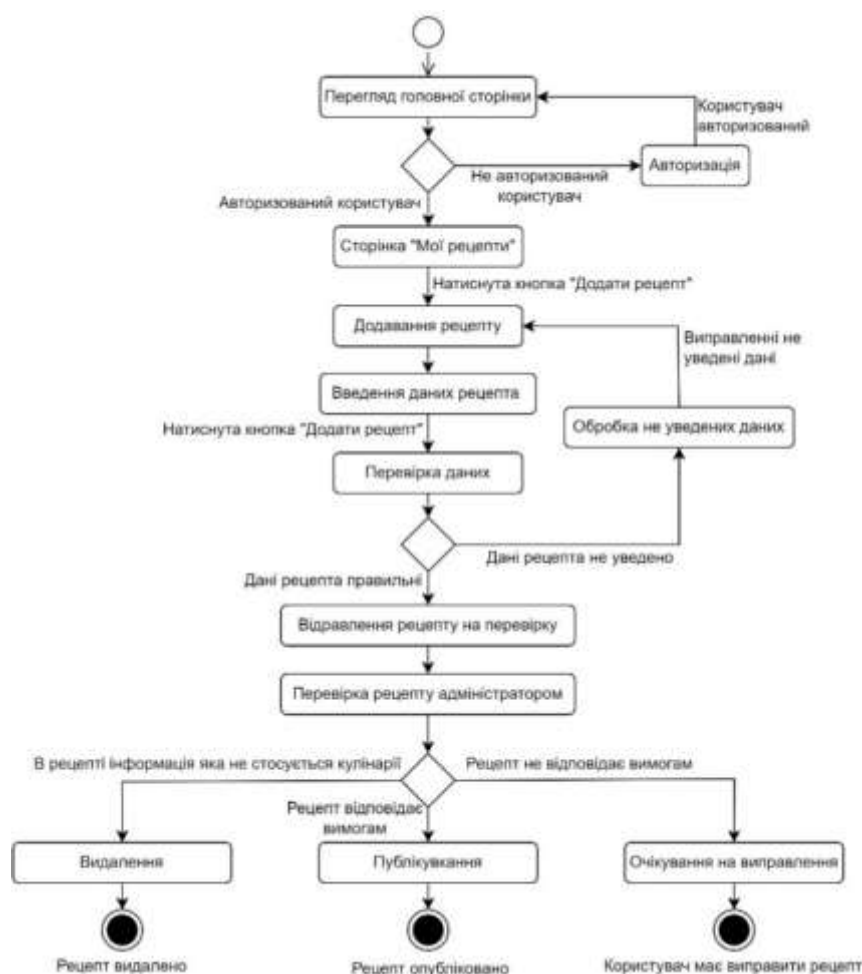 Перегляд головної сторінки
Користувач
авторизований
Авторизація
Не авторизований
користувач
Авторизований користувач
Сторінка "Мої рецепти"
Натиснута кнопка "Додати рецепт"
Додавання рецепту
Виправленні не
уведені дані
Введення даних рецепта
Натиснута кнопка "Додати рецепт"
Обробка не уведених даних
Перевірка даних
Дані рецепта не уведено
Дані рецепта правильні
Відравлення рецепту на перевірку
Перевірка рецепту адміністратором
В рецепті інформація яка не стосується кулінарії
Рецепт не відповідає вимогам
Рецепт відповідає
вимогам
Видалення
Публікувкання
Очікування на виправлення
Рецепт видалено
Рецепт опубліковано
Користувач має виправити рецепт